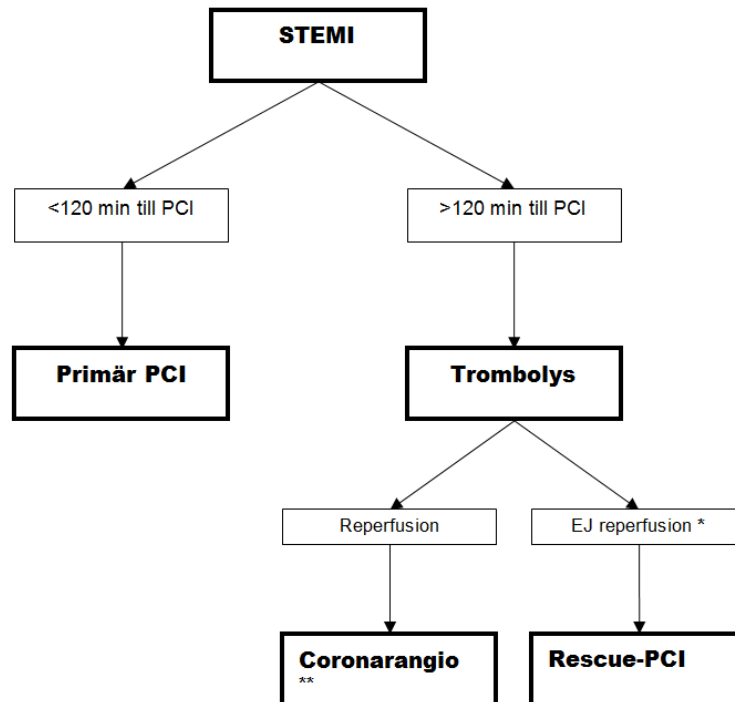 STEMI
<120 min till PCI
>120 min till PCI
Primär PCI
Trombolys
Reperfusion
EJ reperfusion *
Coronarangio
**
Rescue-PCI